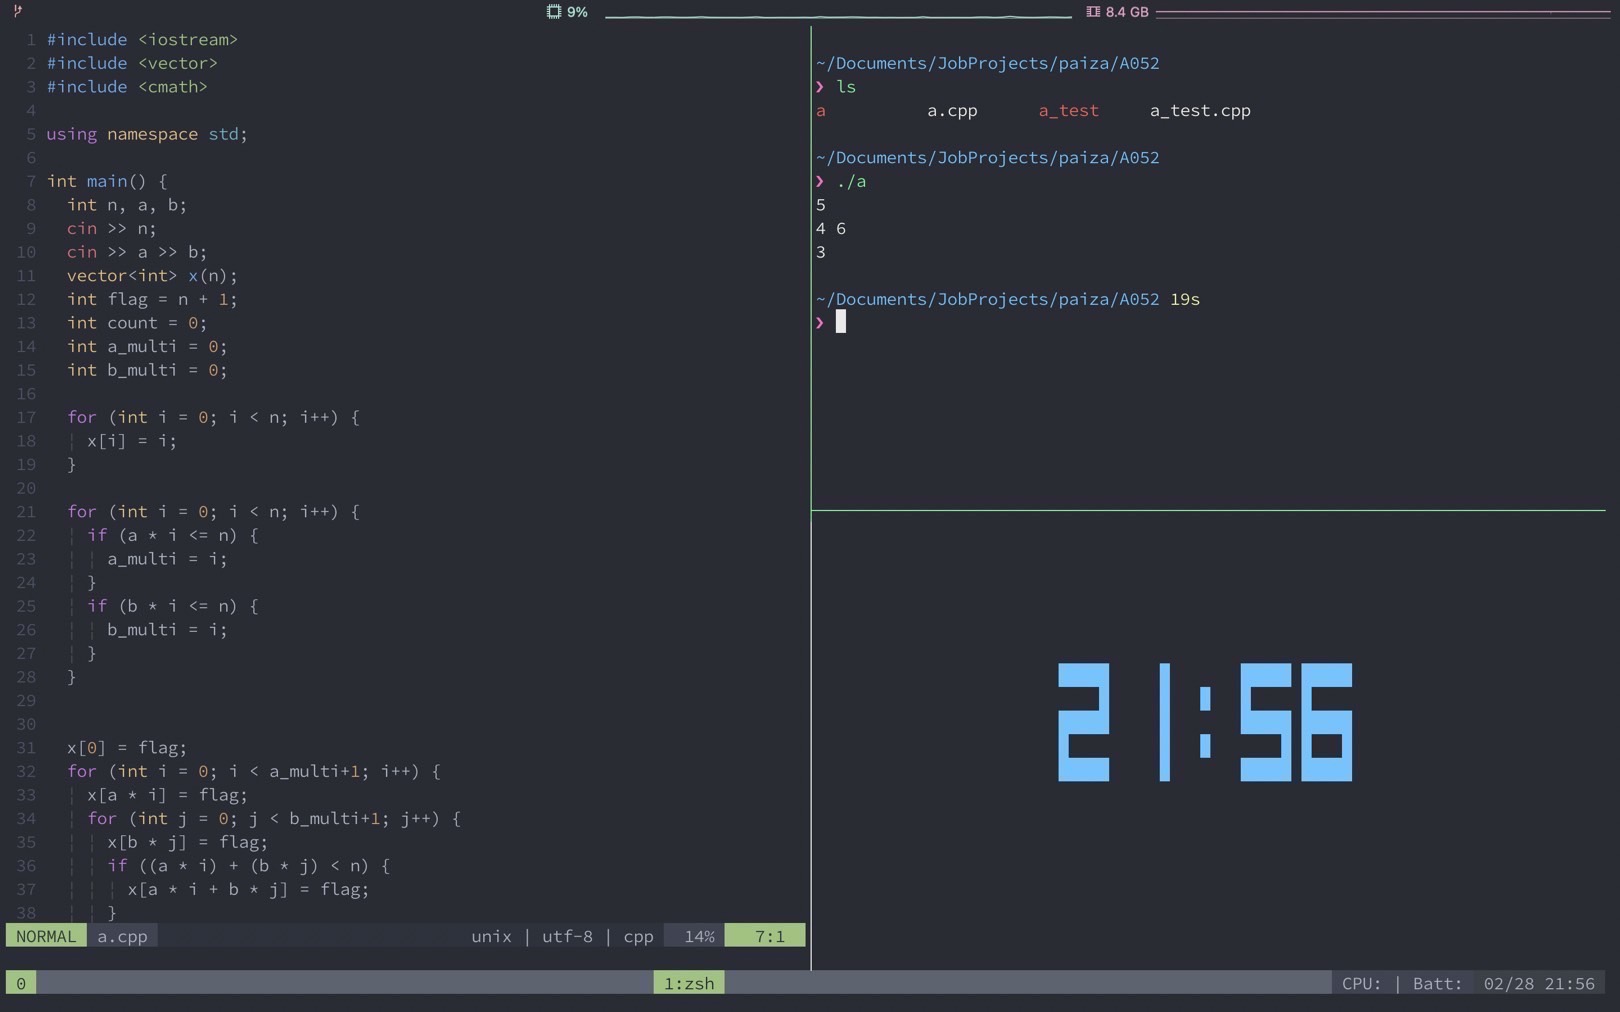 9%
8.4 GB
1 #include <iostream>
2 #include <vector>
3 #include <cmath>
4
5 using namespace std;
6
7 int main() {
8   int n, a, b;
9   cin >> n;
10   cin >> a >> b;
11   vector<int> x(n);
12   int flag = n + 1;
13   int count = 0;
14   int a_multi = 0;
15   int b_multi = 0;
16
17   for (int i = 0; i < n; i++) {
18     x[i] = i;
19   }
20
21   for (int i = 0; i < n; i++) {
22     if (a * i <= n) {
23       a_multi = i;
24     }
25     if (b * i <= n) {
26       b_multi = i;
27     }
28   }
29
30
31   x[0] = flag;
32   for (int i = 0; i < a_multi+1; i++) {
33     x[a * i] = flag;
34     for (int j = 0; j < b_multi+1; j++) {
35       x[b * j] = flag;
36       if ((a * i) + (b * j) < n) {
37         x[a * i + b * j] = flag;
38       }
NORMAL a.cpp unix | utf-8 | cpp 14% 7:1
~/Documents/JobProjects/paiza/A052
❯ ls
a a.cpp a_test a_test.cpp
~/Documents/JobProjects/paiza/A052
❯ ./a
5
4 6
3
~/Documents/JobProjects/paiza/A052 19s
❯
21:56
0 1:zsh CPU: | Batt: 02/28 21:56